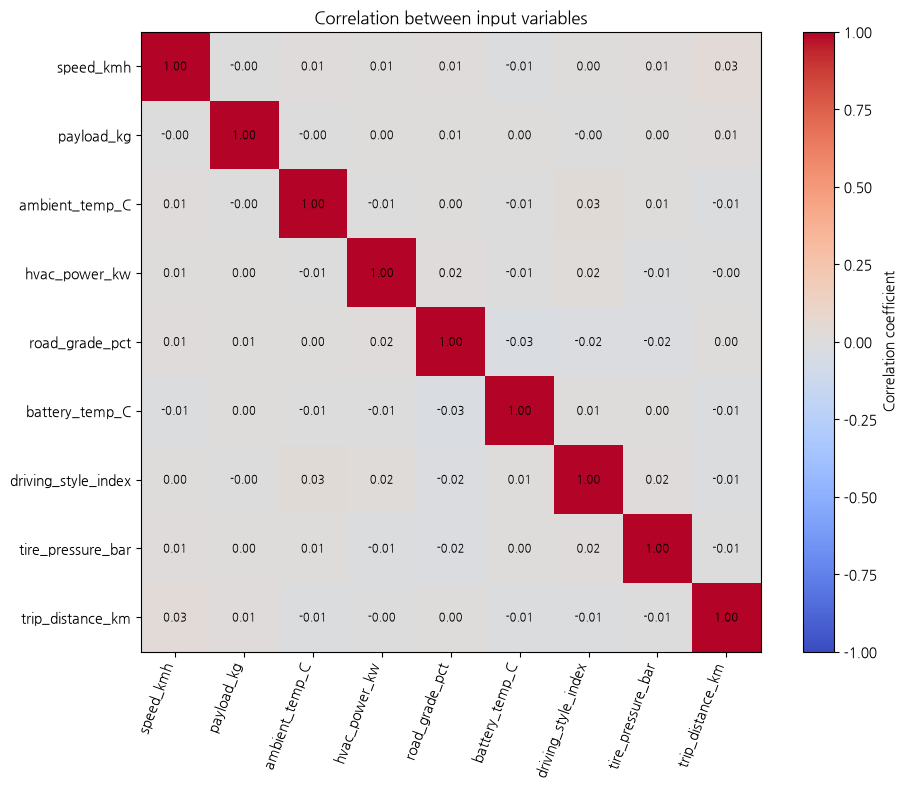 Correlation between input variables
speed_kmh 1.00 -0.00 0.01 0.01 0.01 -0.01 0.00 0.01 0.03
payload_kg -0.00 1.00 -0.00 0.00 0.01 0.00 -0.00 0.00 0.01
ambient_temp_C 0.01 -0.00 1.00 -0.01 0.00 -0.01 0.03 0.01 -0.01
hvac_power_kw 0.01 0.00 -0.01 1.00 0.02 -0.01 0.02 -0.01 -0.00
road_grade_pct 0.01 0.01 0.00 0.02 1.00 -0.03 -0.02 -0.02 0.00
battery_temp_C -0.01 0.00 -0.01 -0.01 -0.03 1.00 0.01 0.00 -0.01
driving_style_index 0.00 -0.00 0.03 0.02 -0.02 0.01 1.00 0.02 -0.01
tire_pressure_bar 0.01 0.00 0.01 -0.01 -0.02 0.00 0.02 1.00 -0.01
trip_distance_km 0.03 0.01 -0.01 -0.00 0.00 -0.01 -0.01 -0.01 1.00
speed_kmh
payload_kg
ambient_temp_C
hvac_power_kw
road_grade_pct
battery_temp_C
driving_style_index
tire_pressure_bar
trip_distance_km
1.00
0.75
0.50
0.25
0.00
-0.25
-0.50
-0.75
-1.00
Correlation coefficient